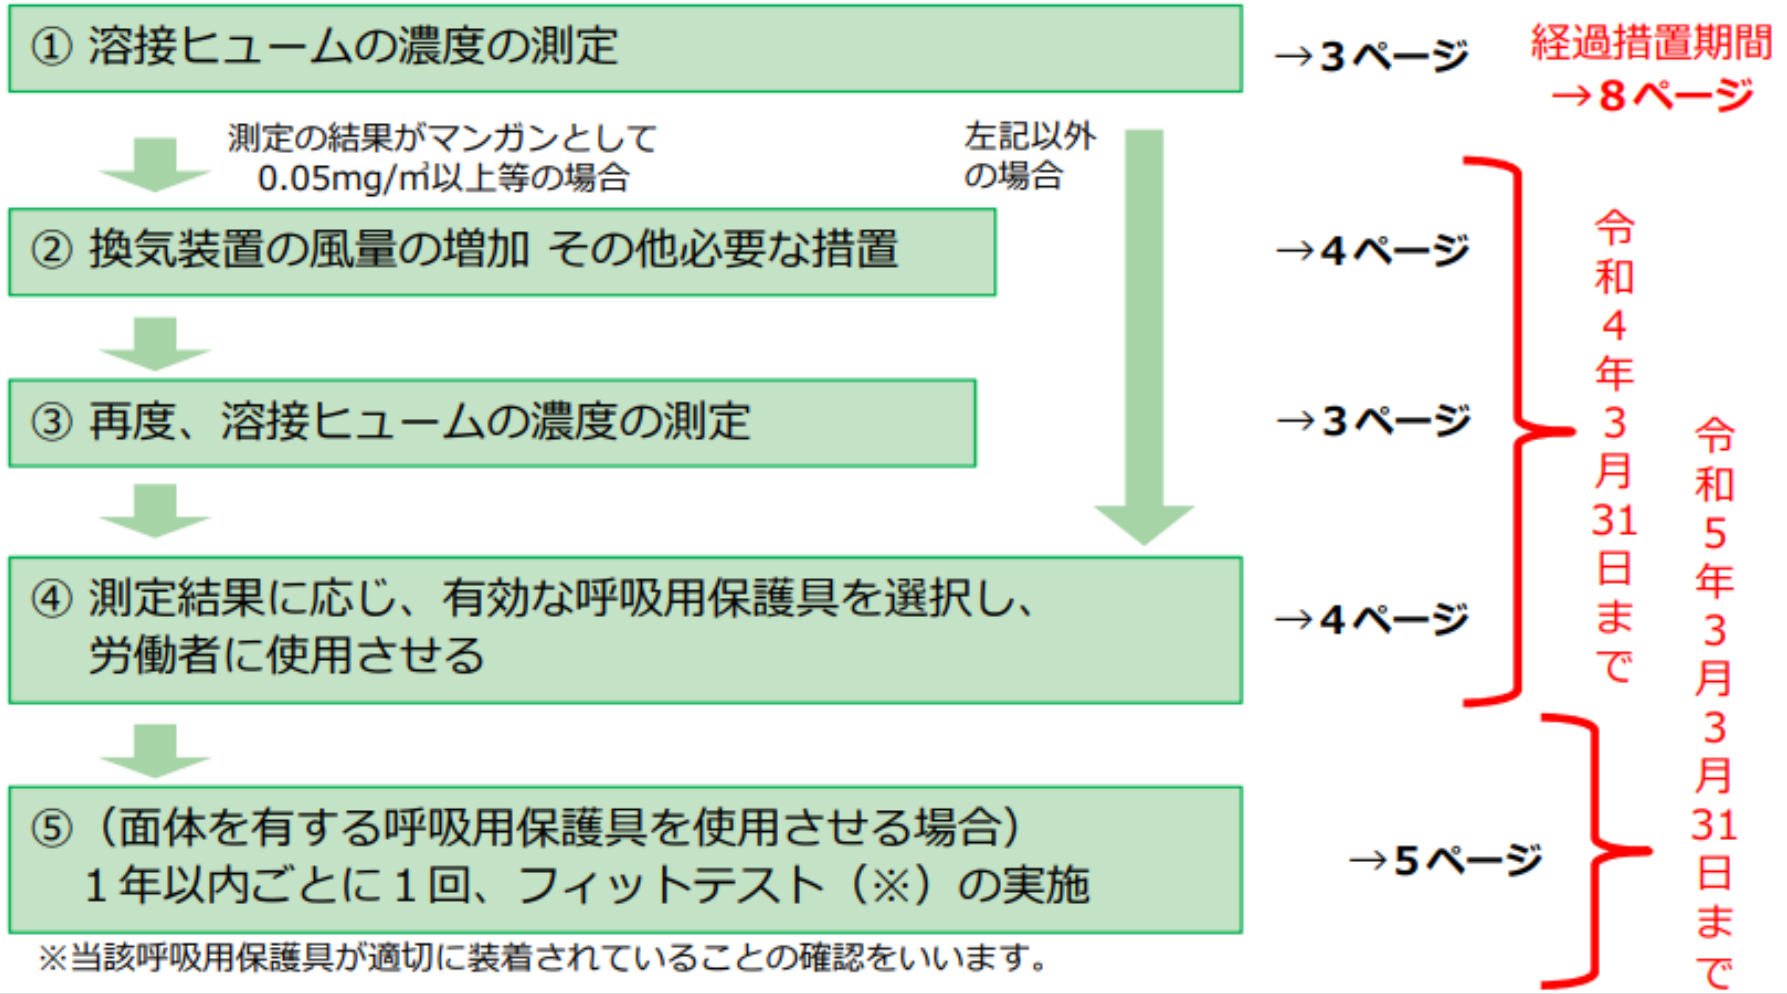 ① 溶接ヒュームの濃度の測定
→3ページ
経過措置期間
→8ページ
測定の結果がマンガンとして
0.05mg/㎥以上等の場合
左記以外
の場合
② 換気装置の風量の増加 その他必要な措置
→4ページ
③ 再度、溶接ヒュームの濃度の測定
→3ページ
④ 測定結果に応じ、有効な呼吸用保護具を選択し、
労働者に使用させる
→4ページ
令和4年3月31日まで
⑤（面体を有する呼吸用保護具を使用させる場合）
１年以内ごとに１回、フィットテスト（※）の実施
→5ページ
令和5年3月3月31日まで
※当該呼吸用保護具が適切に装着されていることの確認をいいます。